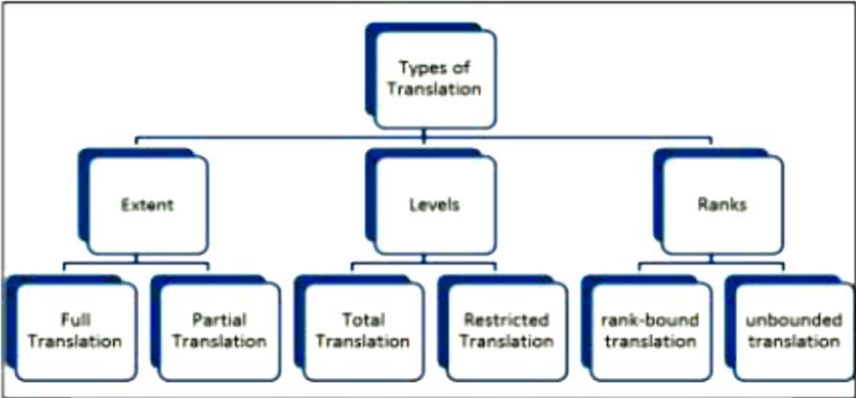 Types of
Translation
Extent
Levels
Ranks
Full
Translation
Partial
Translation
Total
Translation
Restricted
Translation
rank-bound
translation
unbounded
translation